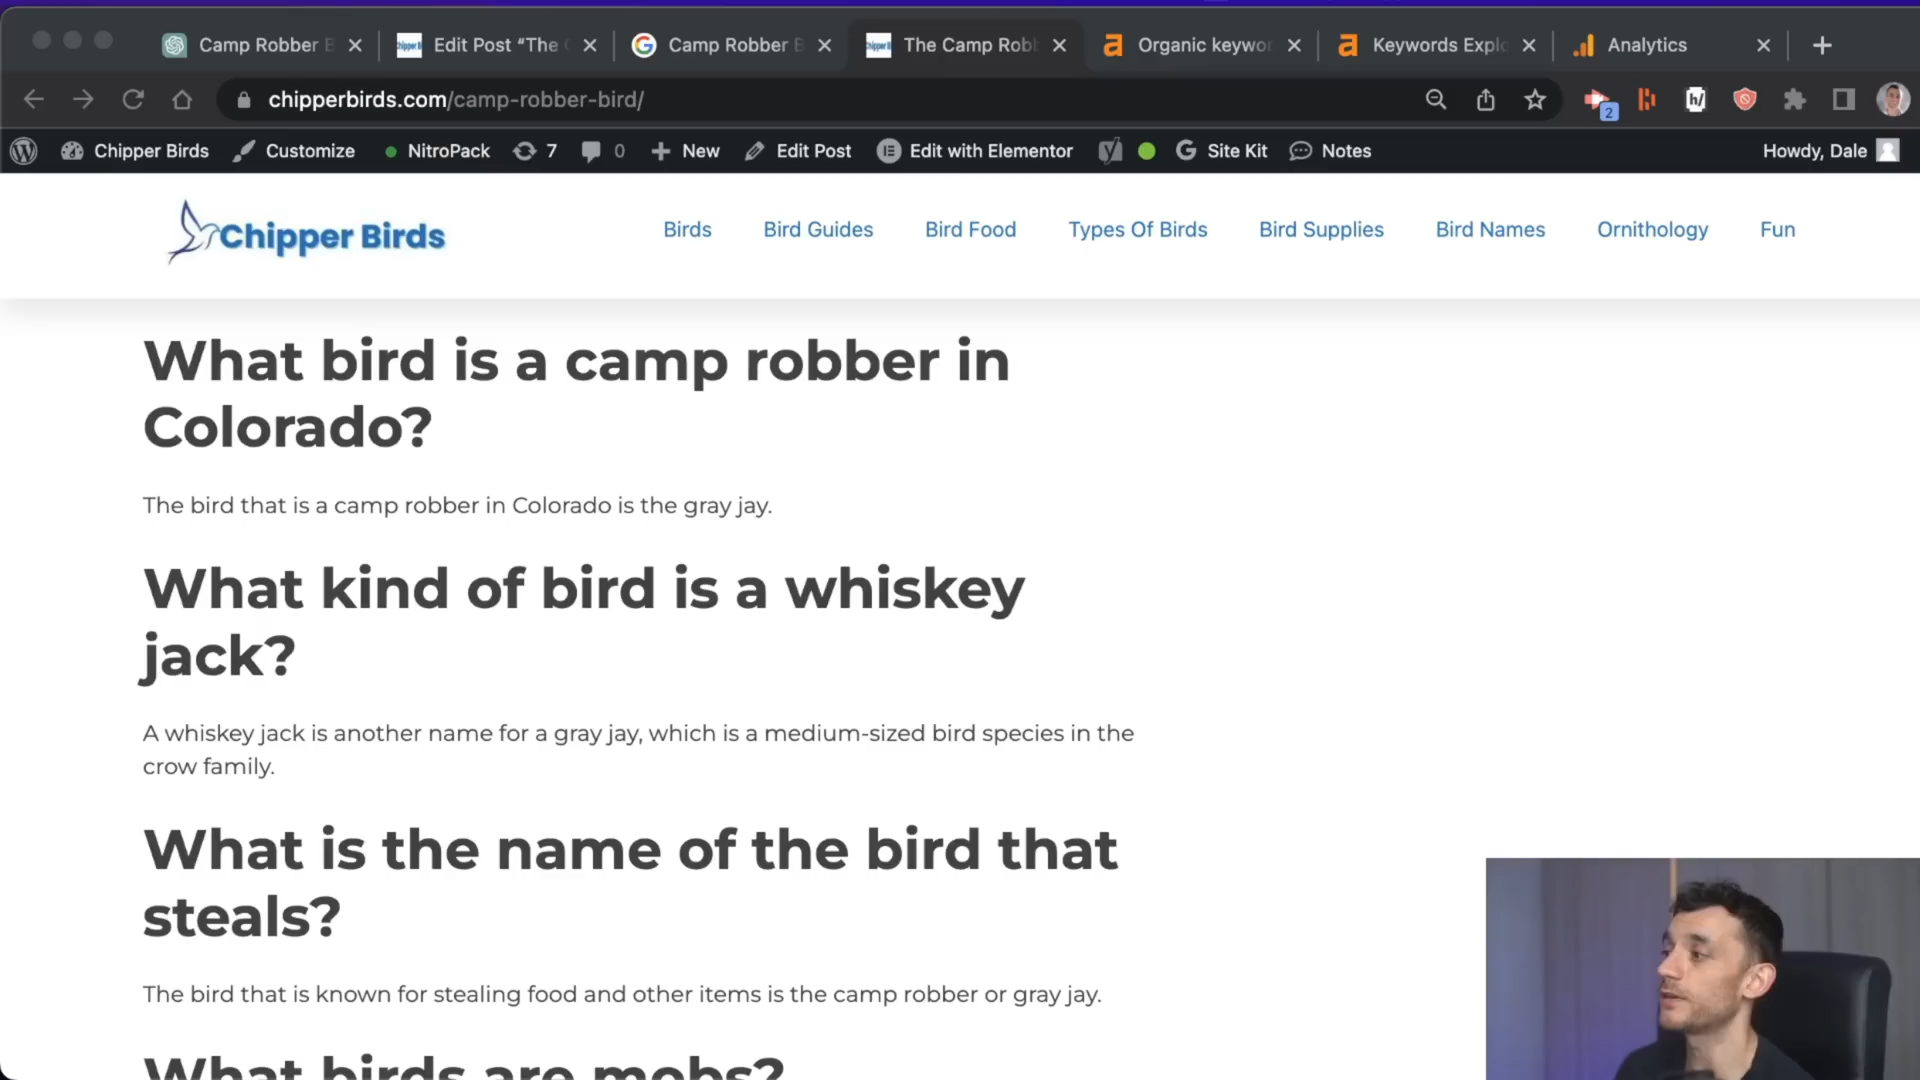 Camp Robber B
Edit Post “The
Camp Robber B
The Camp Rob
Organic keywor
Keywords Explo
Analytics
chipperbirds.com/camp-robber-bird/
2
Chipper Birds
Customize
NitroPack
7
0
New
Edit Post
Edit with Elementor
Site Kit
Notes
Howdy, Dale
Chipper Birds
Birds
Bird Guides
Bird Food
Types Of Birds
Bird Supplies
Bird Names
Ornithology
Fun
What bird is a camp robber in
Colorado?
The bird that is a camp robber in Colorado is the gray jay.
What kind of bird is a whiskey
jack?
A whiskey jack is another name for a gray jay, which is a medium-sized bird species in the
crow family.
What is the name of the bird that
steals?
The bird that is known for stealing food and other items is the camp robber or gray jay.
What birds are mobs?